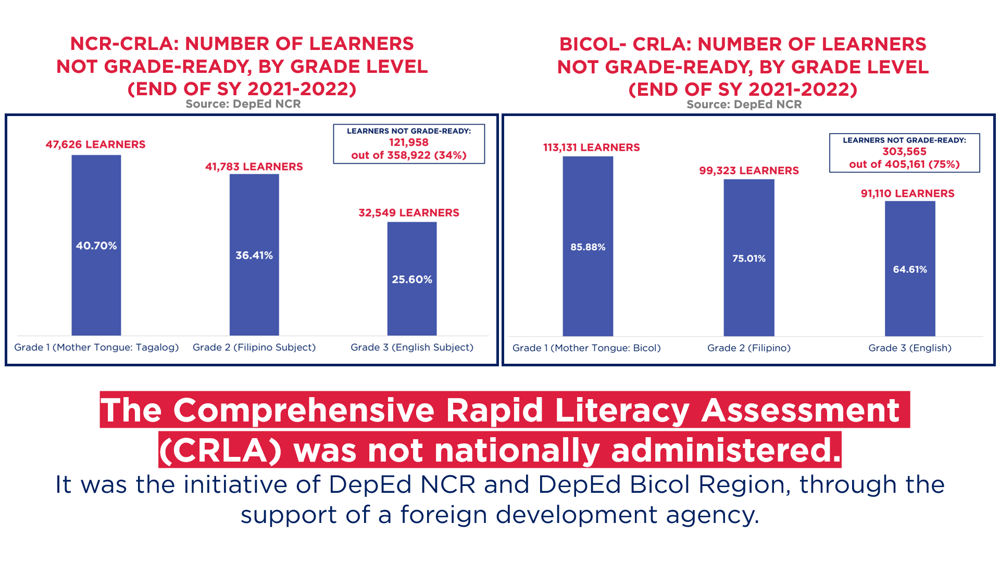 NCR-CRLA: NUMBER OF LEARNERS
NOT GRADE-READY, BY GRADE LEVEL
(END OF SY 2021-2022)
Source: DepEd NCR
LEARNERS NOT GRADE-READY:
121,958
out of 358,922 (34%)
47,626 LEARNERS
41,783 LEARNERS
32,549 LEARNERS
40.70%
36.41%
25.60%
Grade 1 (Mother Tongue: Tagalog)
Grade 2 (Filipino Subject)
Grade 3 (English Subject)
BICOL- CRLA: NUMBER OF LEARNERS
NOT GRADE-READY, BY GRADE LEVEL
(END OF SY 2021-2022)
Source: DepEd NCR
LEARNERS NOT GRADE-READY:
303,565
out of 405,161 (75%)
113,131 LEARNERS
99,323 LEARNERS
91,110 LEARNERS
85.88%
75.01%
64.61%
Grade 1 (Mother Tongue: Bicol)
Grade 2 (Filipino)
Grade 3 (English)
The Comprehensive Rapid Literacy Assessment
(CRLA) was not nationally administered.
It was the initiative of DepEd NCR and DepEd Bicol Region, through the
support of a foreign development agency.